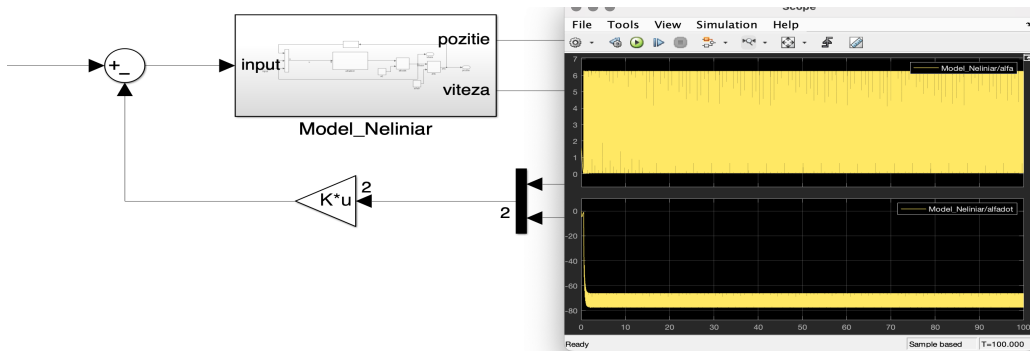 pozitie
input
viteza
Model_Neliniar
2
K*u
2
Scope
File Tools View Simulation Help
Model_Neliniar/alfa
7
6
5
4
3
2
1
0
Model_Neliniar/alfadot
0
-20
-40
-60
-80
0 10 20 30 40 50 60 70 80 90 100
Ready Sample based T=100.000